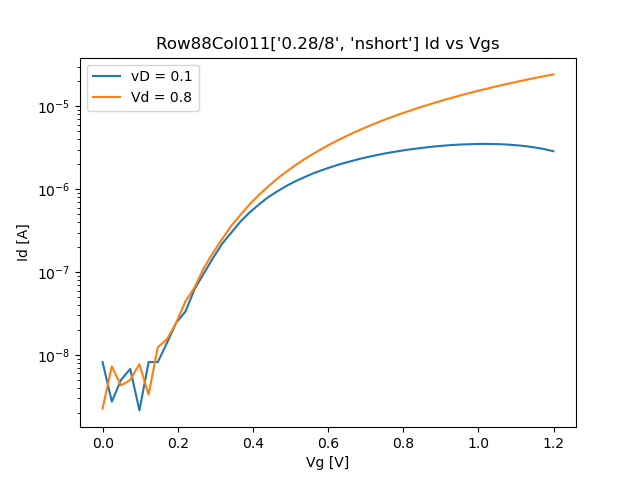 Row88Col011['0.28/8', 'nshort'] Id vs Vgs
vD = 0.1
Vd = 0.8
Id [A]
10⁻⁵
10⁻⁶
10⁻⁷
10⁻⁸
0.0 0.2 0.4 0.6 0.8 1.0 1.2
Vg [V]